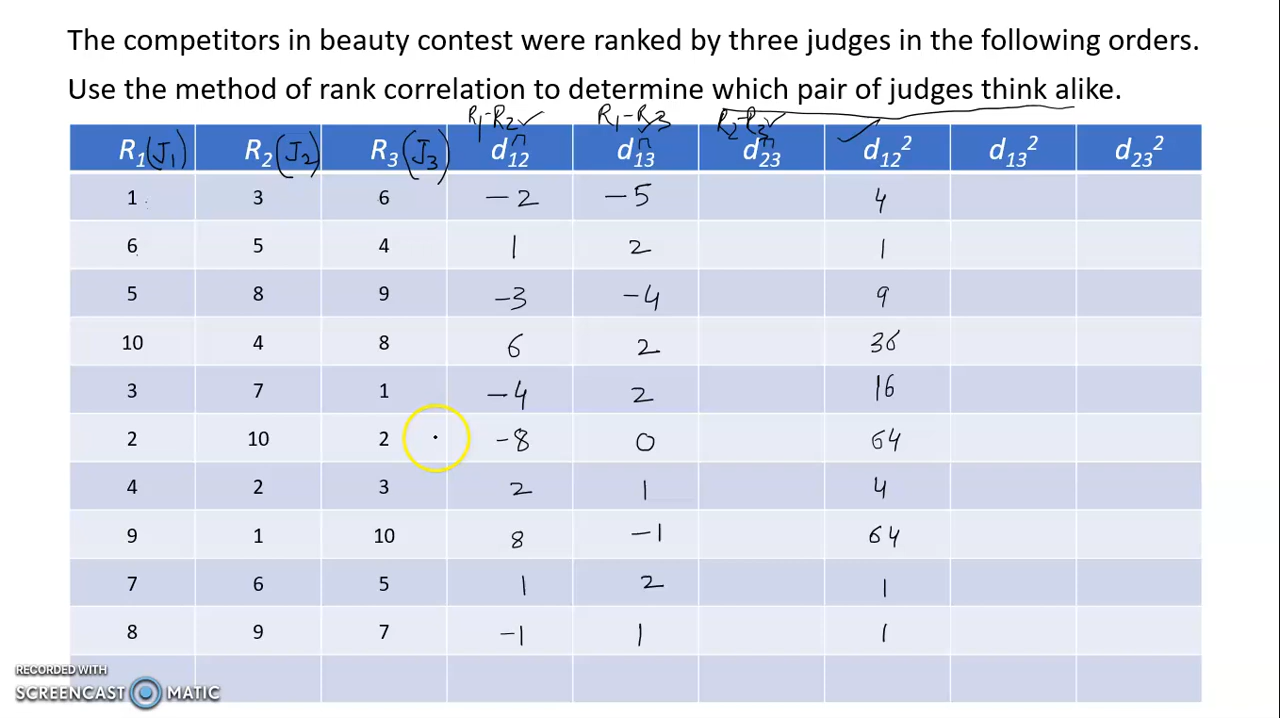 The competitors in beauty contest were ranked by three judges in the following orders.
Use the method of rank correlation to determine which pair of judges think alike.
R1-R2 ✓ R1-R3 R2-R3 ✓
R1 (J1) R2 (J2) R3 (J3) d12 d13 d23 d12² d13² d23²
1 3 6 -2 -5 4
6 5 4 1 2 1
5 8 9 -3 -4 9
10 4 8 6 2 36
3 7 1 -4 2 16
2 10 2 -8 0 64
4 2 3 2 1 4
9 1 10 8 -1 64
7 6 5 1 2 1
8 9 7 -1 1 1
RECORDED WITH
SCREENCAST MATIC